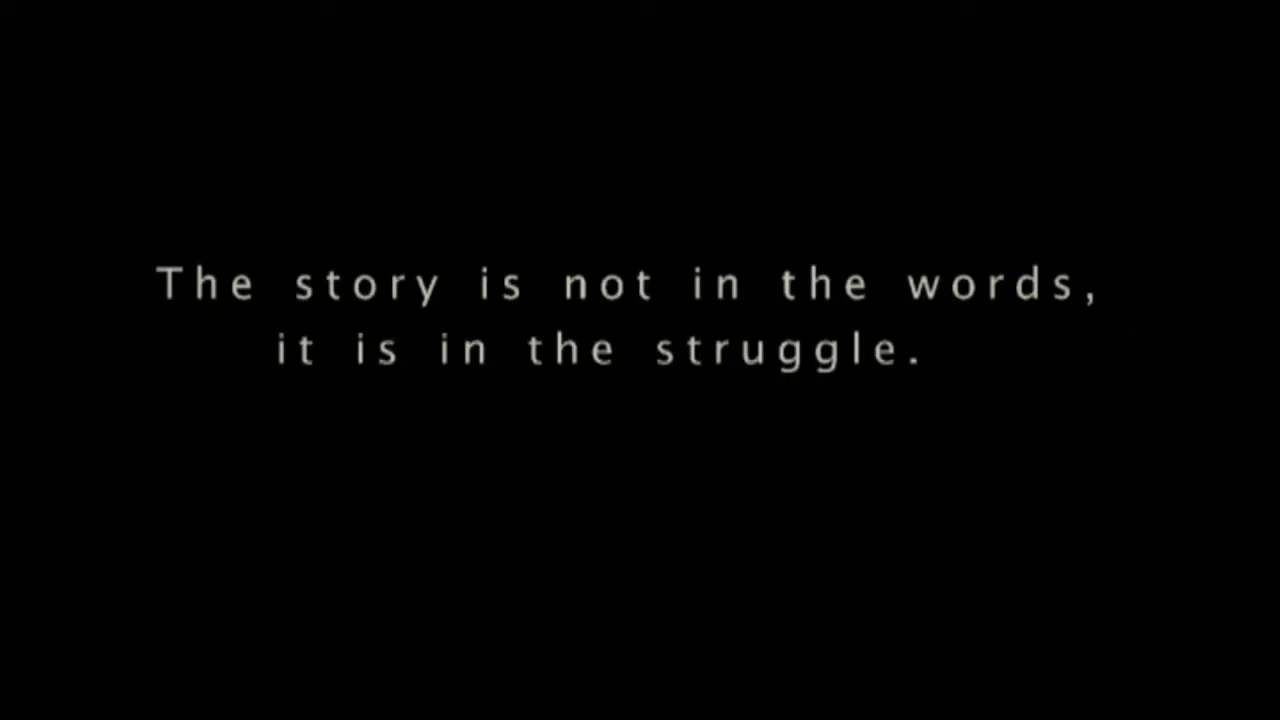 The story is not in the words,
it is in the struggle.